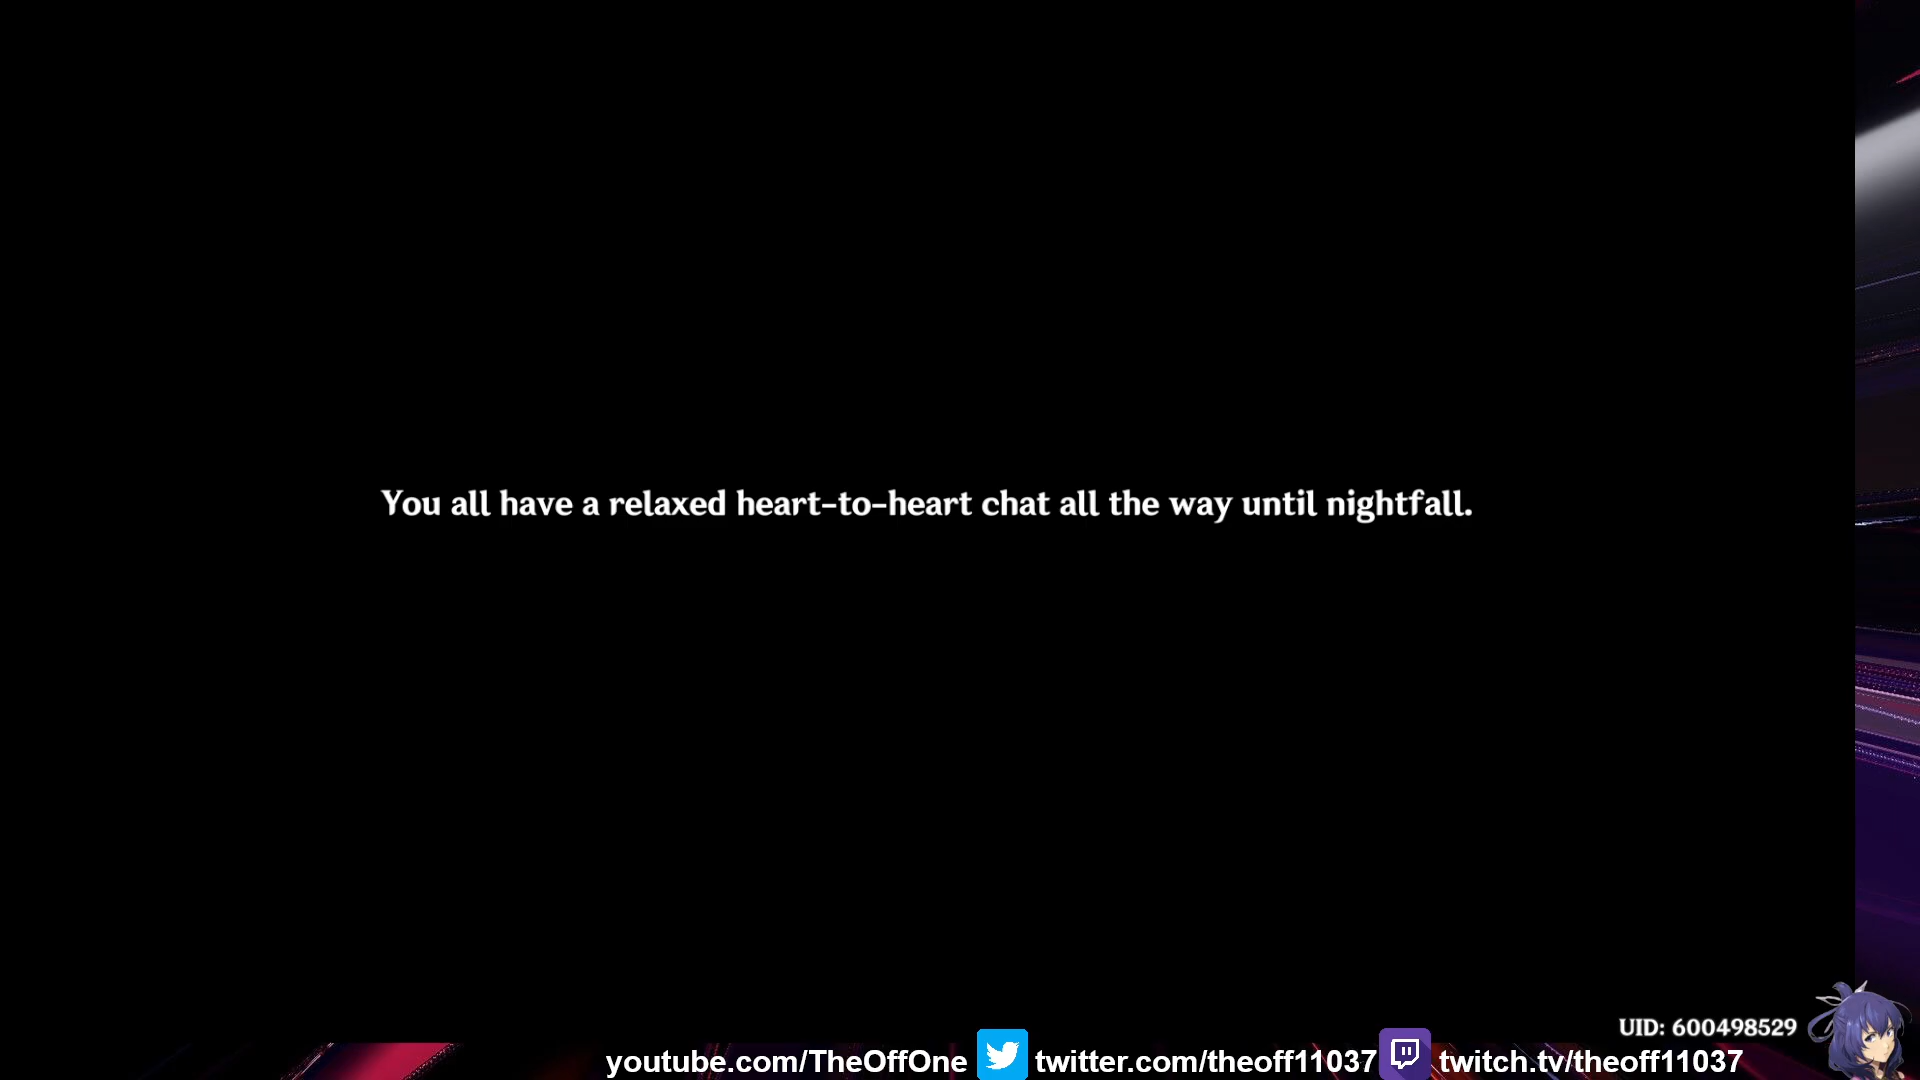 You all have a relaxed heart-to-heart chat all the way until nightfall.
UID: 600498529
youtube.com/TheOffOne twitter.com/theoff11037 twitch.tv/theoff11037